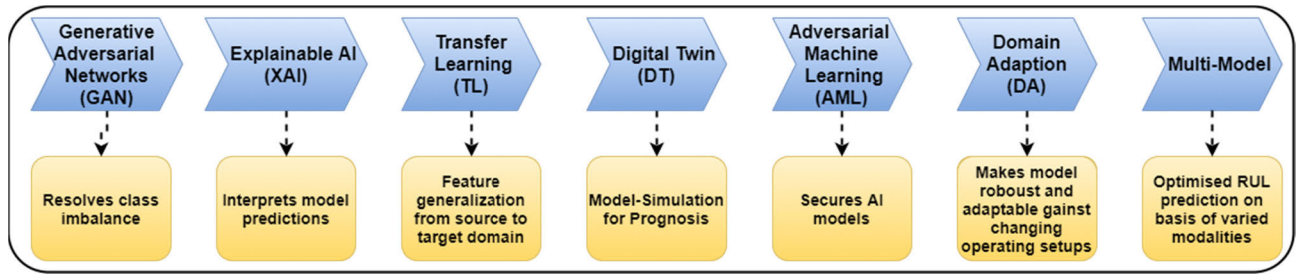 Generative
Adversarial
Networks
(GAN)
Explainable AI
(XAI)
Transfer
Learning
(TL)
Digital Twin
(DT)
Adversarial
Machine
Learning
(AML)
Domain
Adaption
(DA)
Multi-Model
Resolves class
imbalance
Interprets model
predictions
Feature
generalization
from source to
target domain
Model-Simulation
for Prognosis
Secures AI
models
Makes model
roboust and
adaptable gainst
changing
operating setups
Optimised RUL
prediction on
basis of varied
modalities